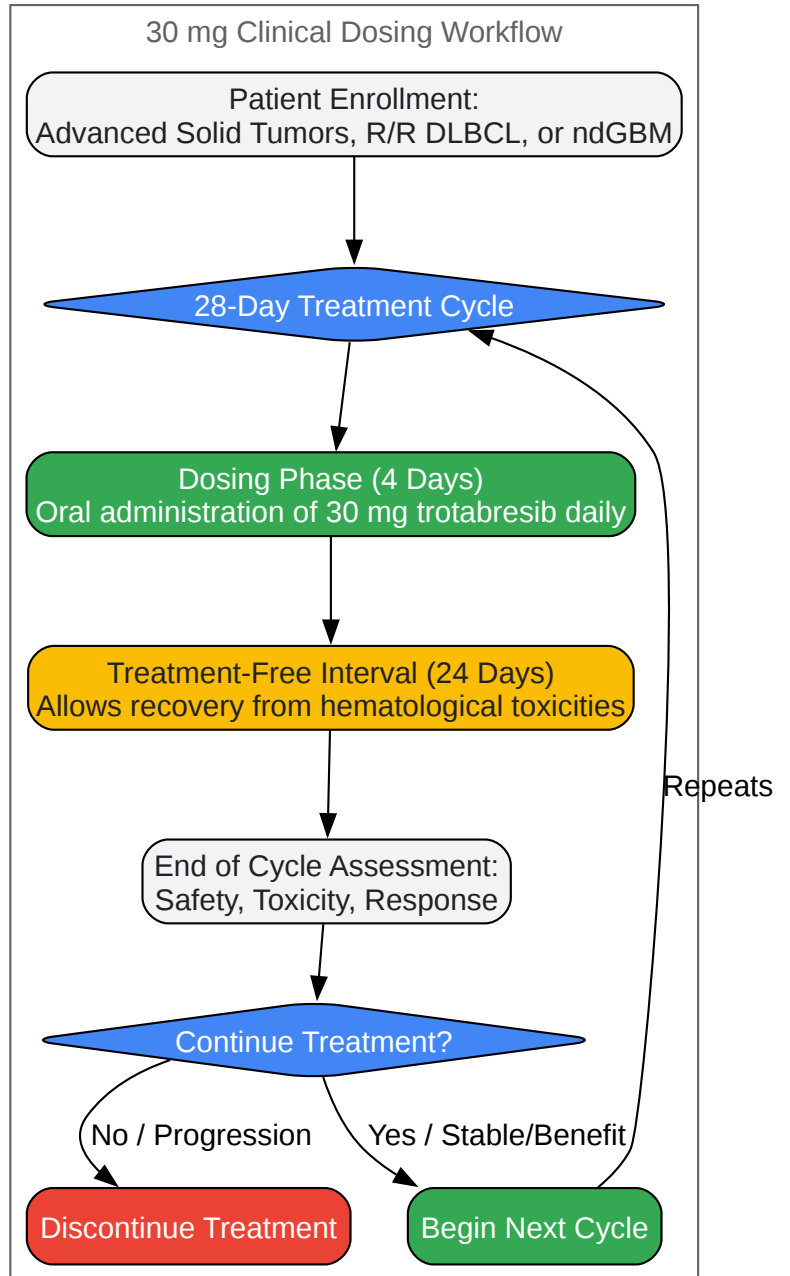 30 mg Clinical Dosing Workflow
Patient Enrollment:
Advanced Solid Tumors, R/R DLBCL, or ndGBM
28-Day Treatment Cycle
Dosing Phase (4 Days)
Oral administration of 30 mg trotabresib daily
Treatment-Free Interval (24 Days)
Allows recovery from hematological toxicities
Repeats
End of Cycle Assessment:
Safety, Toxicity, Response
Continue Treatment?
No / Progression
Yes / Stable/Benefit
Discontinue Treatment
Begin Next Cycle